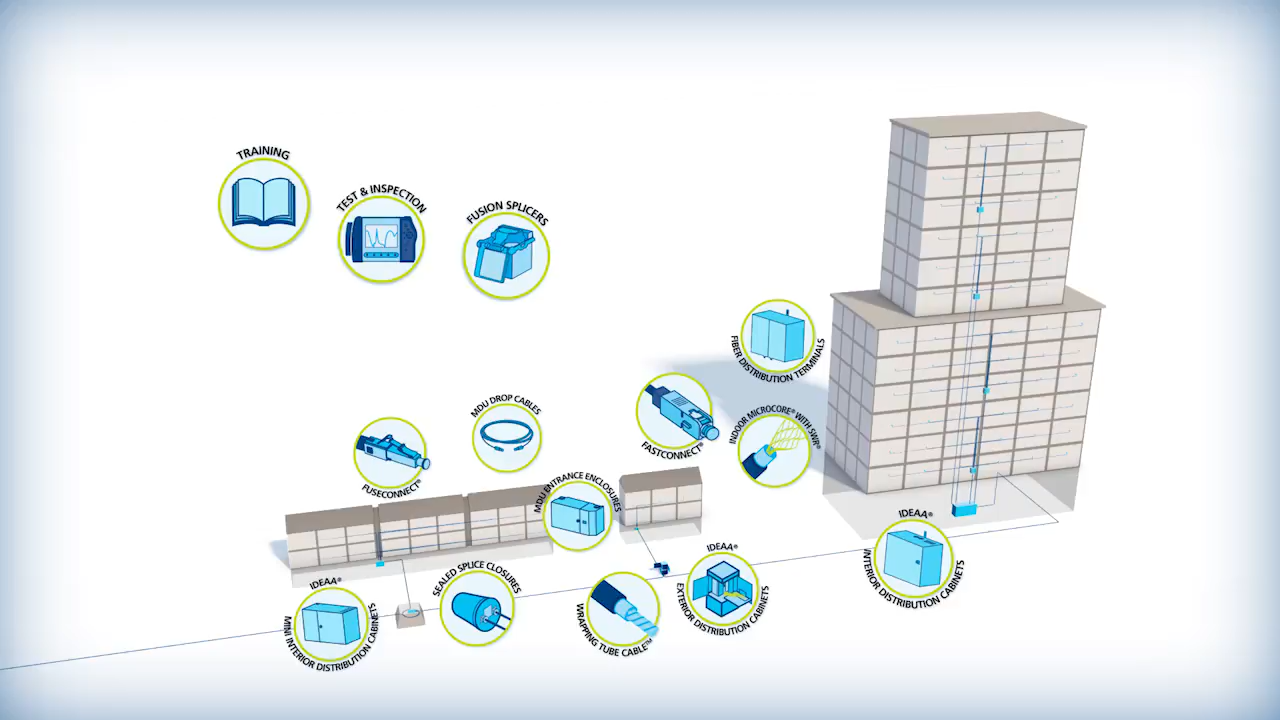 TRAINING
TEST & INSPECTION
FUSION SPLICERS
FIBER DISTRIBUTION TERMINALS
FASTCONNECT®
INDOOR MICROCORE® WITH SWR®
MDU DROP CABLES
FUSECONNECT®
MDU ENTRANCE ENCLOSURES
IDEAA®
INTERIOR DISTRIBUTION CABINETS
IDEAA®
EXTERIOR DISTRIBUTION CABINETS
SEALED SPLICE CLOSURES
WRAPPING TUBE CABLE™
IDEAA®
MINI INTERIOR DISTRIBUTION CABINETS